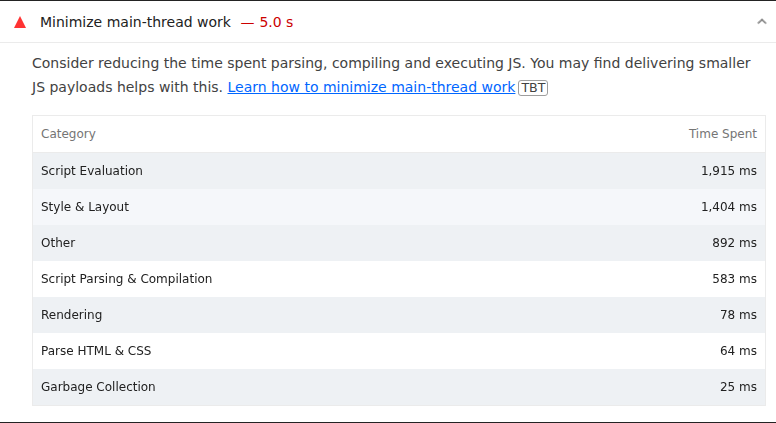 Minimize main-thread work — 5.0 s
Consider reducing the time spent parsing, compiling and executing JS. You may find delivering smaller
JS payloads helps with this. Learn how to minimize main-thread work TBT
Category Time Spent
Script Evaluation 1,915 ms
Style & Layout 1,404 ms
Other 892 ms
Script Parsing & Compilation 583 ms
Rendering 78 ms
Parse HTML & CSS 64 ms
Garbage Collection 25 ms